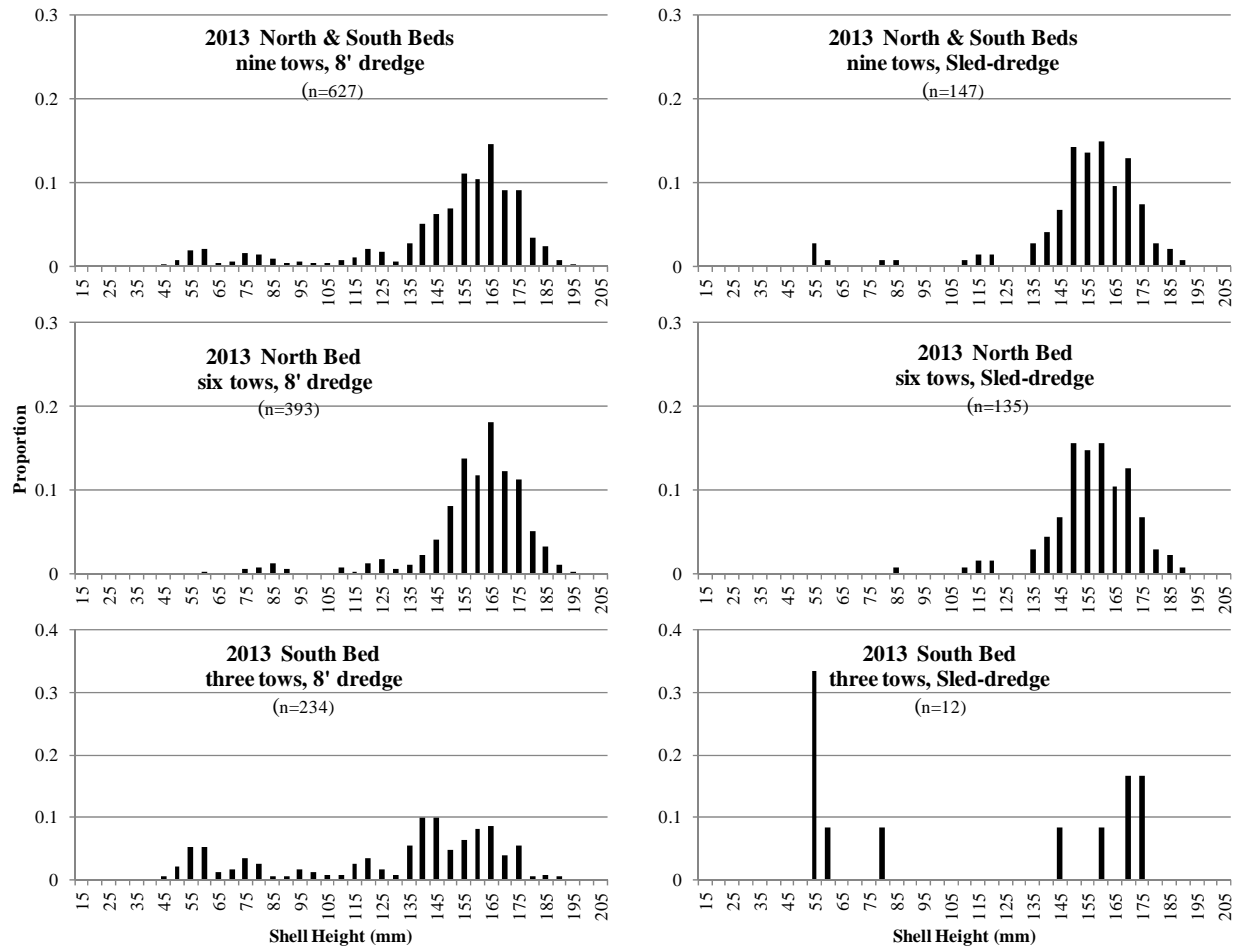 2013 North & South Beds
nine tows, 8' dredge
(n=627)
0.3
0.2
0.1
0
15 25 35 45 55 65 75 85 95 105 115 125 135 145 155 165 175 185 195 205
2013 North & South Beds
nine tows, Sled-dredge
(n=147)
0.3
0.2
0.1
0
15 25 35 45 55 65 75 85 95 105 115 125 135 145 155 165 175 185 195 205
Proportion
2013 North Bed
six tows, 8' dredge
(n=393)
0.3
0.2
0.1
0
15 25 35 45 55 65 75 85 95 105 115 125 135 145 155 165 175 185 195 205
2013 North Bed
six tows, Sled-dredge
(n=135)
0.3
0.2
0.1
0
15 25 35 45 55 65 75 85 95 105 115 125 135 145 155 165 175 185 195 205
2013 South Bed
three tows, 8' dredge
(n=234)
0.4
0.3
0.2
0.1
0
15 25 35 45 55 65 75 85 95 105 115 125 135 145 155 165 175 185 195 205
Shell Height (mm)
2013 South Bed
three tows, Sled-dredge
(n=12)
0.4
0.3
0.2
0.1
0
15 25 35 45 55 65 75 85 95 105 115 125 135 145 155 165 175 185 195 205
Shell Height (mm)